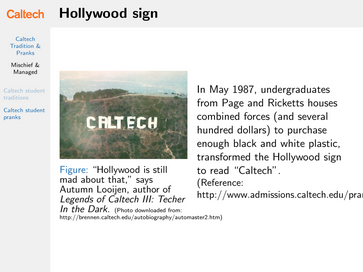 Caltech
Hollywood sign
Caltech
Tradition &
Pranks
Mischief &
Managed
Caltech student
traditions
Caltech student
pranks
CALTECH
Figure: "Hollywood is still
mad about that," says
Autumn Looijen, author of
Legends of Caltech III: Techer
In the Dark. (Photo downloaded from:
http://brennen.caltech.edu/autobiography/automaster2.htm)
In May 1987, undergraduates
from Page and Ricketts houses
combined forces (and several
hundred dollars) to purchase
enough black and white plastic,
transformed the Hollywood sign
to read "Caltech".
(Reference:
http://www.admissions.caltech.edu/pra